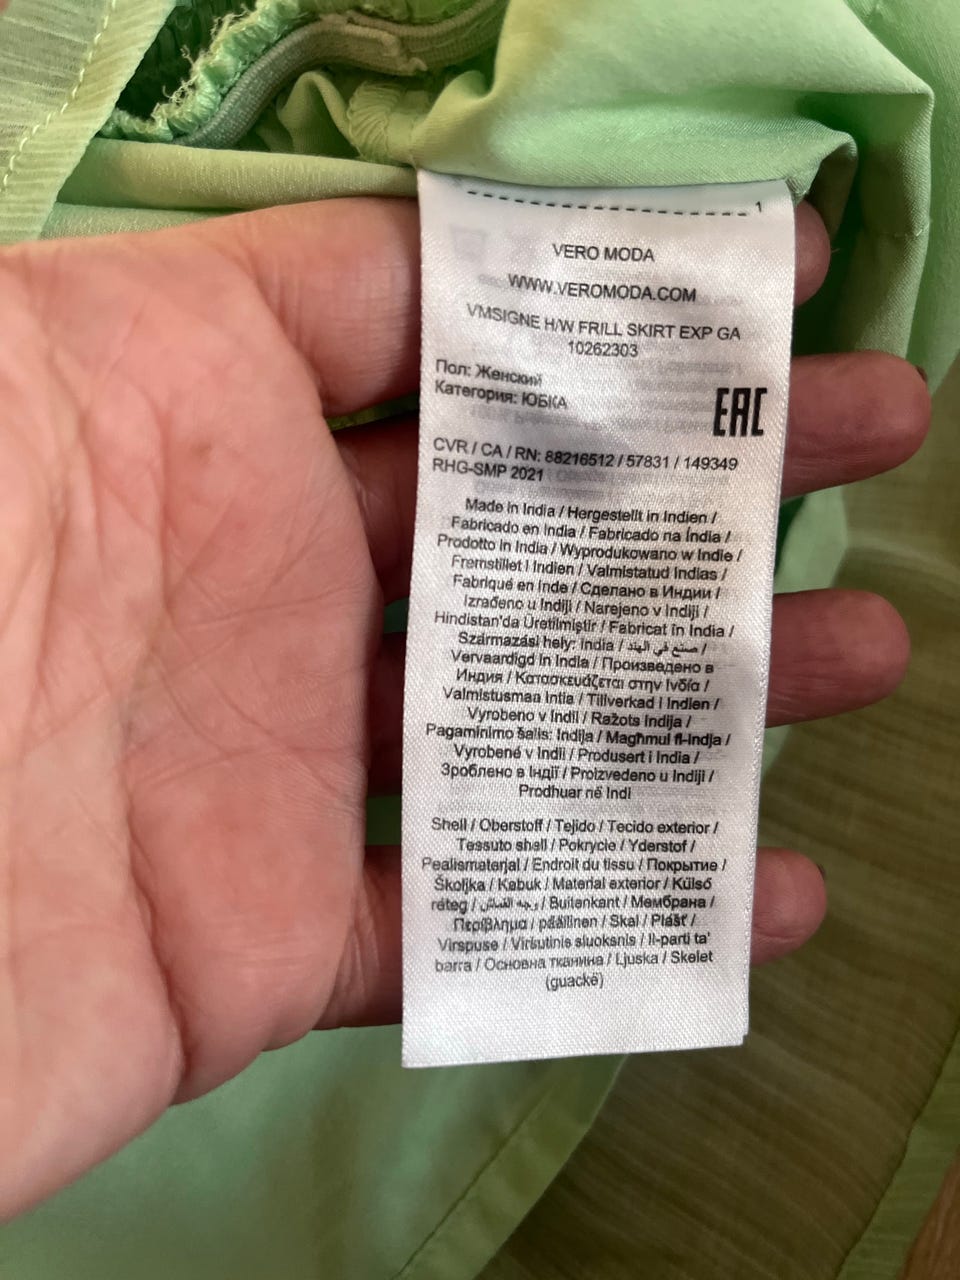 1
VERO MODA
WWW.VEROMODA.COM
VMSIGNE H/W FRILL SKIRT EXP GA
10262303
Пол: Женский
Категория: ЮБКА
EAC
CVR / CA / RN: 88216512 / 57831 / 149349
RHG-SMP 2021
Made in India / Hergestellt in Indien /
Fabricado en India / Fabricado na Índia /
Prodotto in India / Wyprodukowano w Indie /
Fremstillet i Indien / Valmistatud Indias /
Fabriqué en Inde / Сделано в Индии /
Izrađeno u Indiji / Narejeno v Indiji /
Hindistan'da Üretilmiştir / Fabricat în India /
Származási hely: India / صنع في الهند /
Vervaardigd in India / Произведено в
Индия / Κατασκευάζεται στην Ινδία /
Valmistusmaa Intia / Tillverkad i Indien /
Vyrobeno v Indii / Ražots Indija /
Pagaminimo šalis: Indija / Magħmul fl-Indja /
Vyrobené v Indii / Produsert i India /
Зроблено в Індії / Proizvedeno u Indiji /
Prodhuar në Indi
Shell / Oberstoff / Tejido / Tecido exterior /
Tessuto shell / Pokrycie / Yderstof /
Pealismaterjal / Endroit du tissu / Покрытие /
Školjka / Kabuk / Material exterior / Külső
réteg / وجه القماش / Buitenkant / Мембрана /
Περίβλημα / päällinen / Skal / Plášť /
Virspuse / Viršutinis sluoksnis / Il-parti ta'
barra / Основна тканина / Ljuska / Skelet
(guackë)